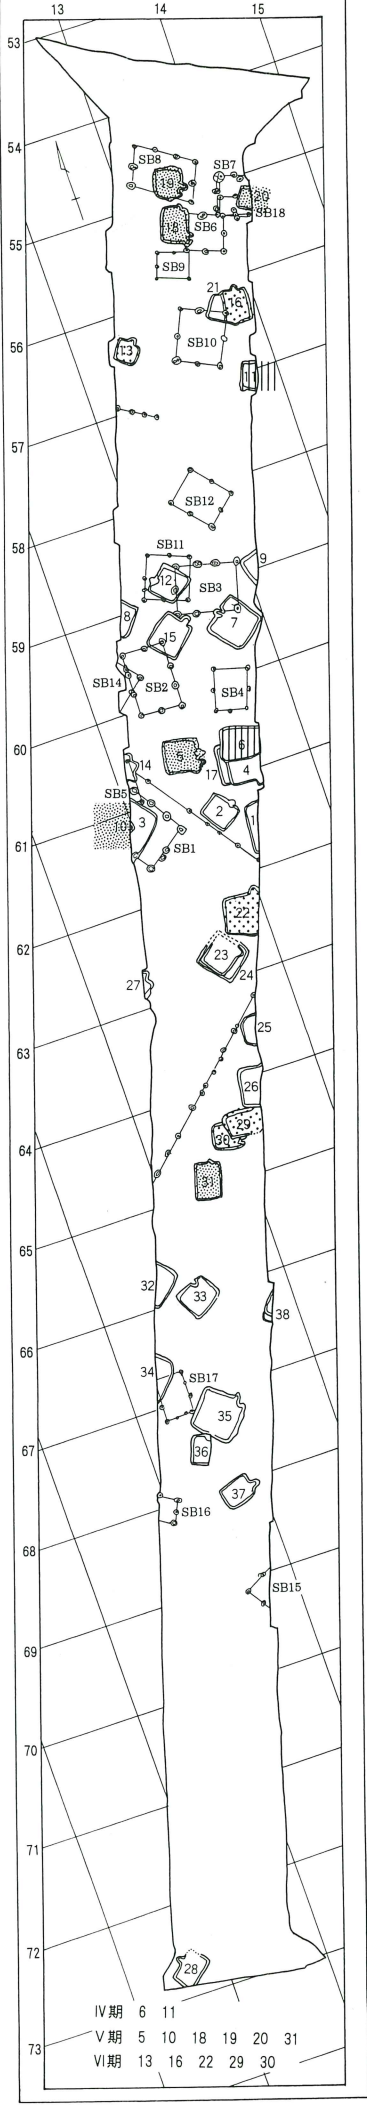 13 14 15
53
54
SB8 SB7
19 20
SB18
18 SB6
55
SB9
21 16
SB10
56
13
11
57
SB12
58
SB11
9
12 SB3
8 7
59
15
SB14 SB2 SB4
60
5 6
17 4
14
SB5
2 1
3
10
61
SB1
22
62
23
24
27
25
63
26
29
30
64
31
65
32 33
38
66
34 SB17
35
36
67
37
SB16
68
SB15
69
70
71
72
28
73
IV期 6 11
V期 5 10 18 19 20 31
VI期 13 16 22 29 30